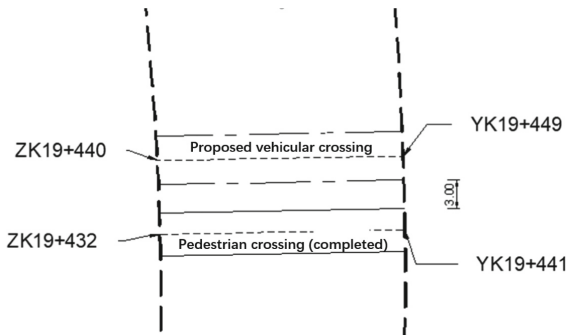 YK19+449
ZK19+440
Proposed vehicular crossing
3.00
ZK19+432
Pedestrian crossing (completed)
YK19+441